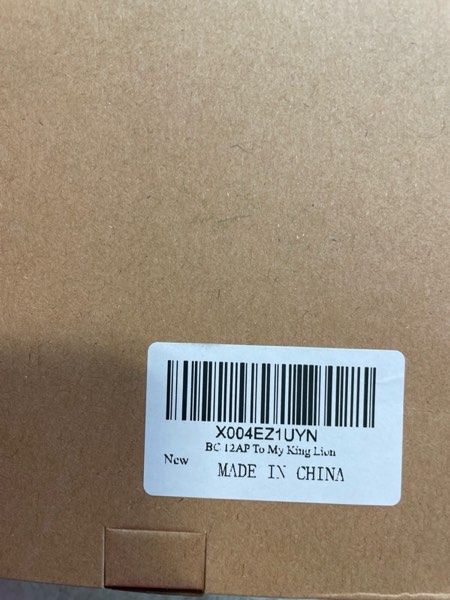 X004EZ1UYN
BC 12AP To My King Lion
New
MADE IN CHINA